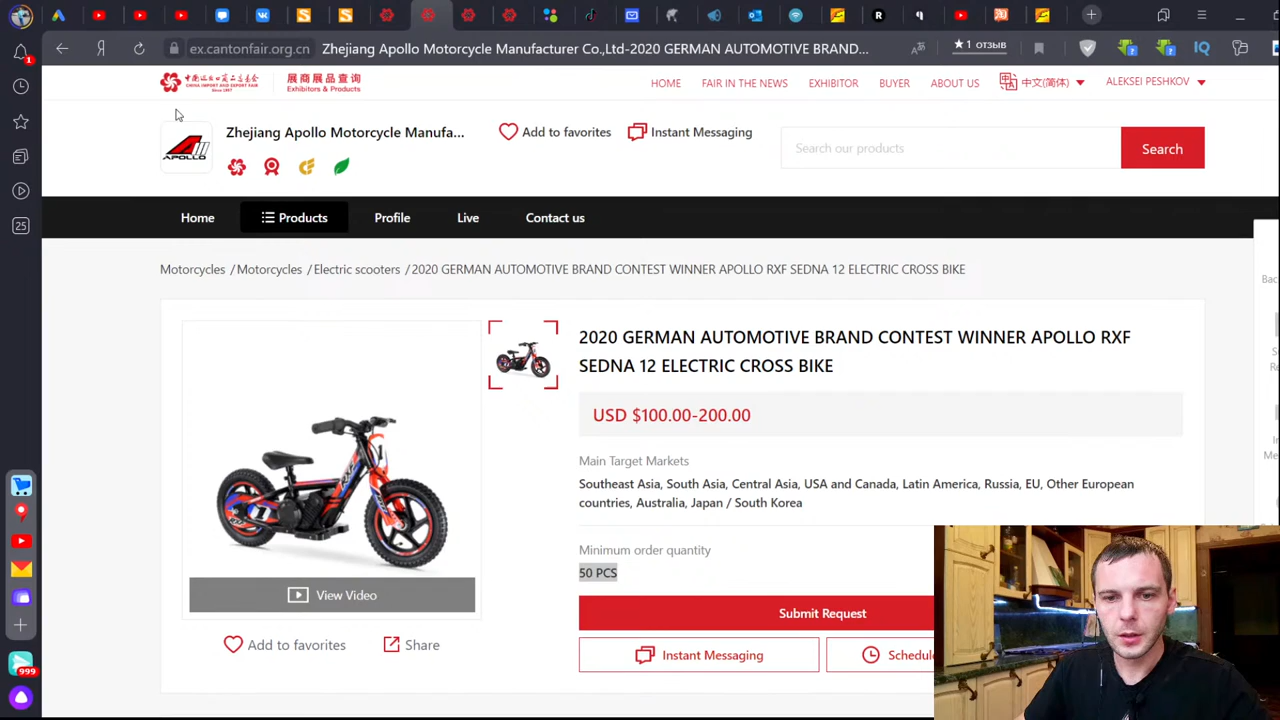 1
ex.cantonfair.org.cn
Zhejiang Apollo Motorcycle Manufacturer Co.,Ltd-2020 GERMAN AUTOMOTIVE BRAND...
★ 1 отзыв
IQ
25
999
展商展品查询
Exhibitors & Products
HOME
FAIR IN THE NEWS
EXHIBITOR
BUYER
ABOUT US
中文(简体)
ALEKSEI PESHKOV
APOLLO
Zhejiang Apollo Motorcycle Manufa...
Add to favorites
Instant Messaging
Search our products
Search
Home
Products
Profile
Live
Contact us
Motorcycles / Motorcycles / Electric scooters / 2020 GERMAN AUTOMOTIVE BRAND CONTEST WINNER APOLLO RXF SEDNA 12 ELECTRIC CROSS BIKE
2020 GERMAN AUTOMOTIVE BRAND CONTEST WINNER APOLLO RXF
SEDNA 12 ELECTRIC CROSS BIKE
USD $100.00-200.00
Main Target Markets
Southeast Asia, South Asia, Central Asia, USA and Canada, Latin America, Russia, EU, Other European
countries, Australia, Japan / South Korea
Minimum order quantity
50 PCS
View Video
Add to favorites
Share
Submit Request
Instant Messaging
Schedul